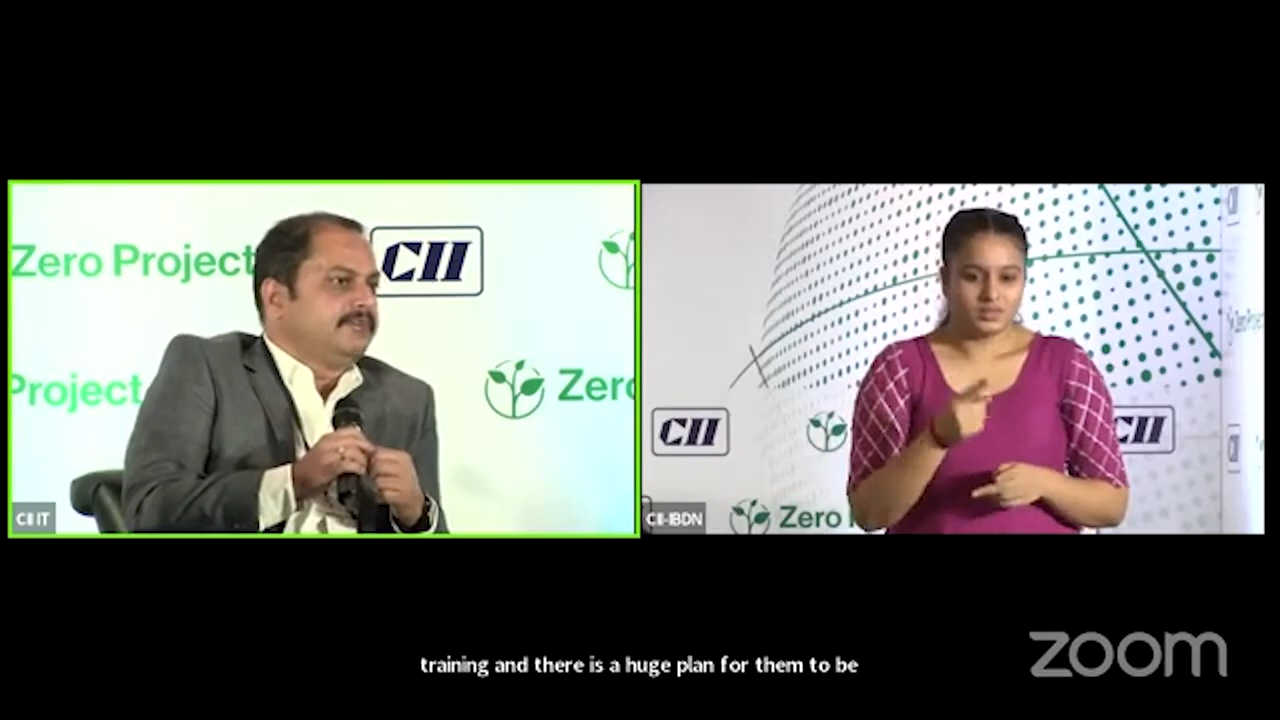 Zero Project
CII
Project
Zero
CII IT
CII
CII
CII-IBDN
Zero
training and there is a huge plan for them to be
zoom